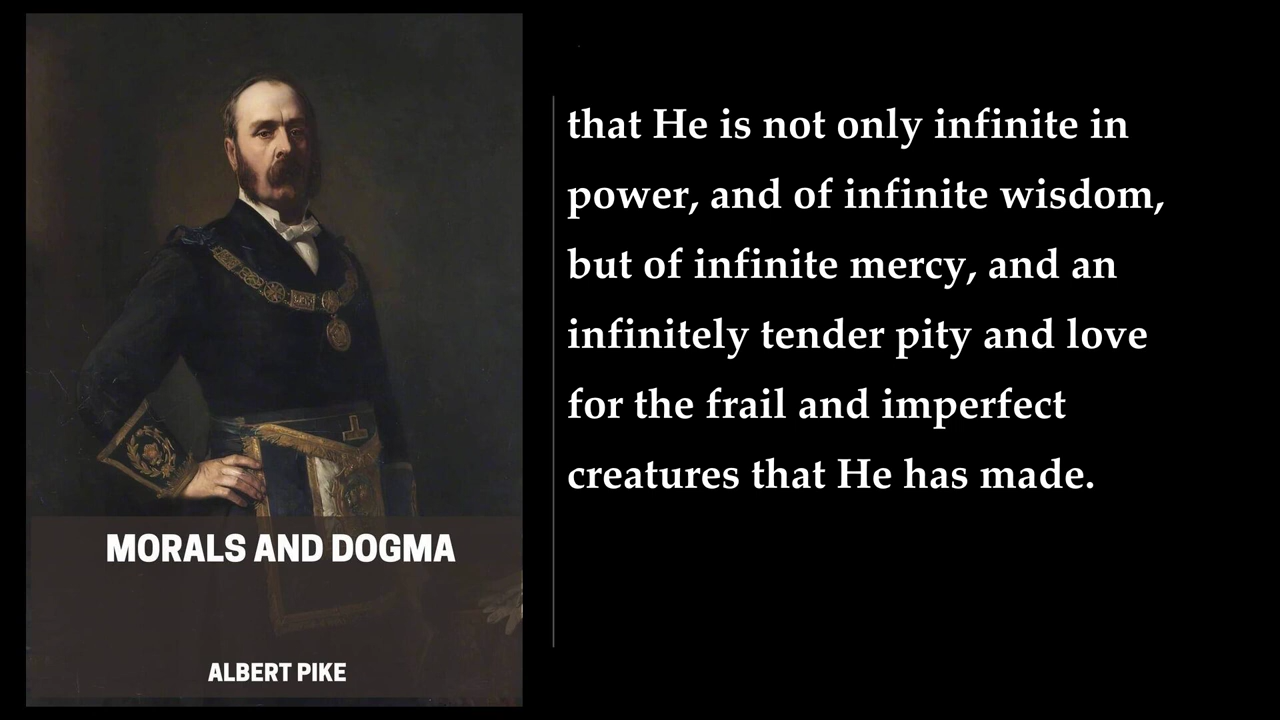 MORALS AND DOGMA
ALBERT PIKE
that He is not only infinite in
power, and of infinite wisdom,
but of infinite mercy, and an
infinitely tender pity and love
for the frail and imperfect
creatures that He has made.